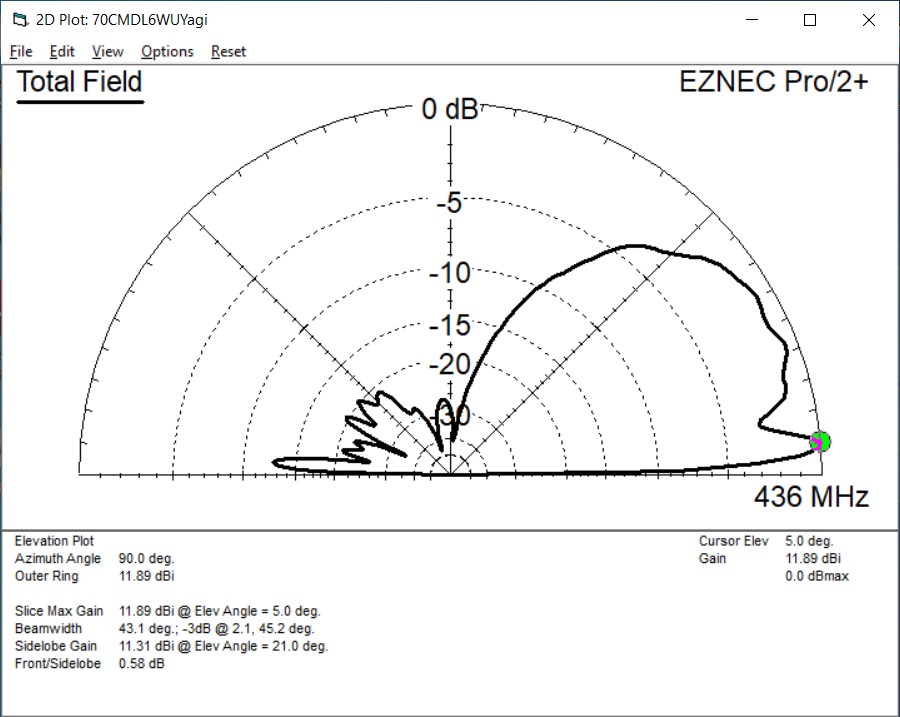 2D Plot: 70CMDL6WUYagi
File Edit View Options Reset
Total Field
EZNEC Pro/2+
0 dB
-5
-10
-15
-20
-30
436 MHz
Elevation Plot
Azimuth Angle 90.0 deg.
Outer Ring 11.89 dBi
Cursor Elev 5.0 deg.
Gain 11.89 dBi
0.0 dBmax
Slice Max Gain 11.89 dBi @ Elev Angle = 5.0 deg.
Beamwidth 43.1 deg.; -3dB @ 2.1, 45.2 deg.
Sidelobe Gain 11.31 dBi @ Elev Angle = 21.0 deg.
Front/Sidelobe 0.58 dB